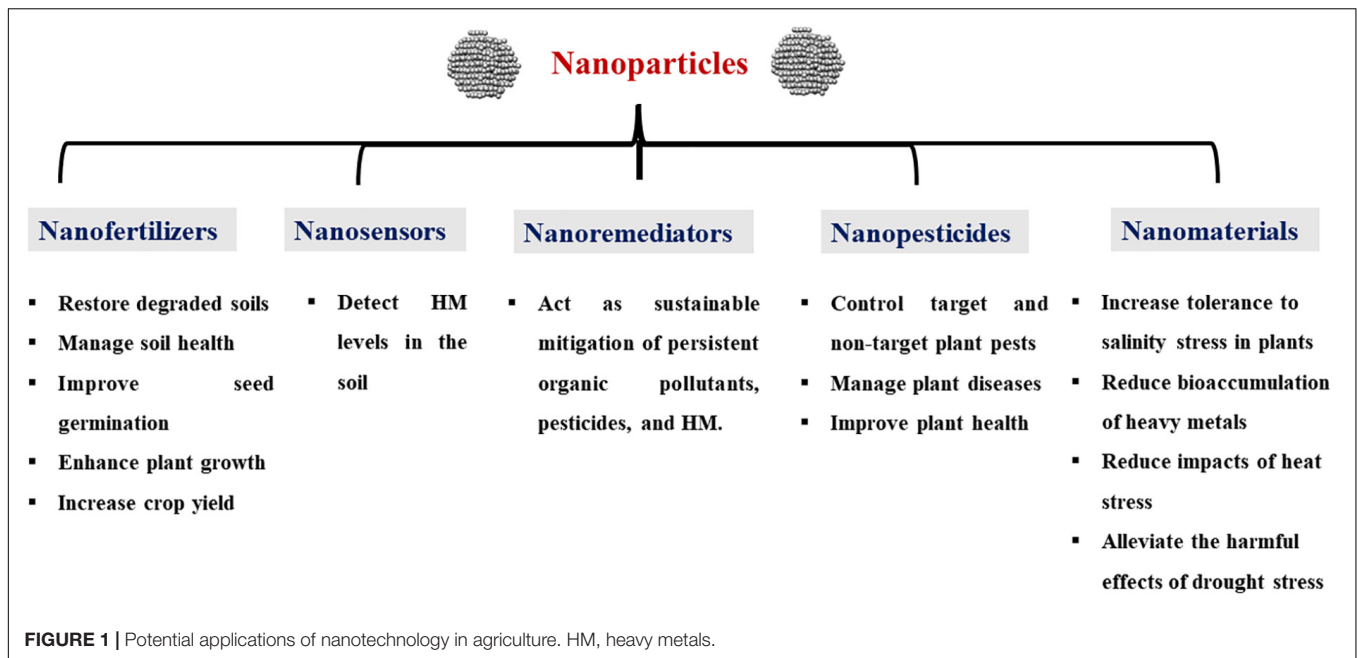 Nanoparticles
Nanofertilizers
▪ Restore degraded soils
▪ Manage soil health
▪ Improve seed
germination
▪ Enhance plant growth
▪ Increase crop yield
Nanosensors
▪ Detect HM
levels in the
soil
Nanoremediators
▪ Act as sustainable
mitigation of persistent
organic pollutants,
pesticides, and HM.
Nanopesticides
▪ Control target and
non-target plant pests
▪ Manage plant diseases
▪ Improve plant health
Nanomaterials
▪ Increase tolerance to
salinity stress in plants
▪ Reduce bioaccumulation
of heavy metals
▪ Reduce impacts of heat
stress
▪ Alleviate the harmful
effects of drought stress
FIGURE 1 | Potential applications of nanotechnology in agriculture. HM, heavy metals.